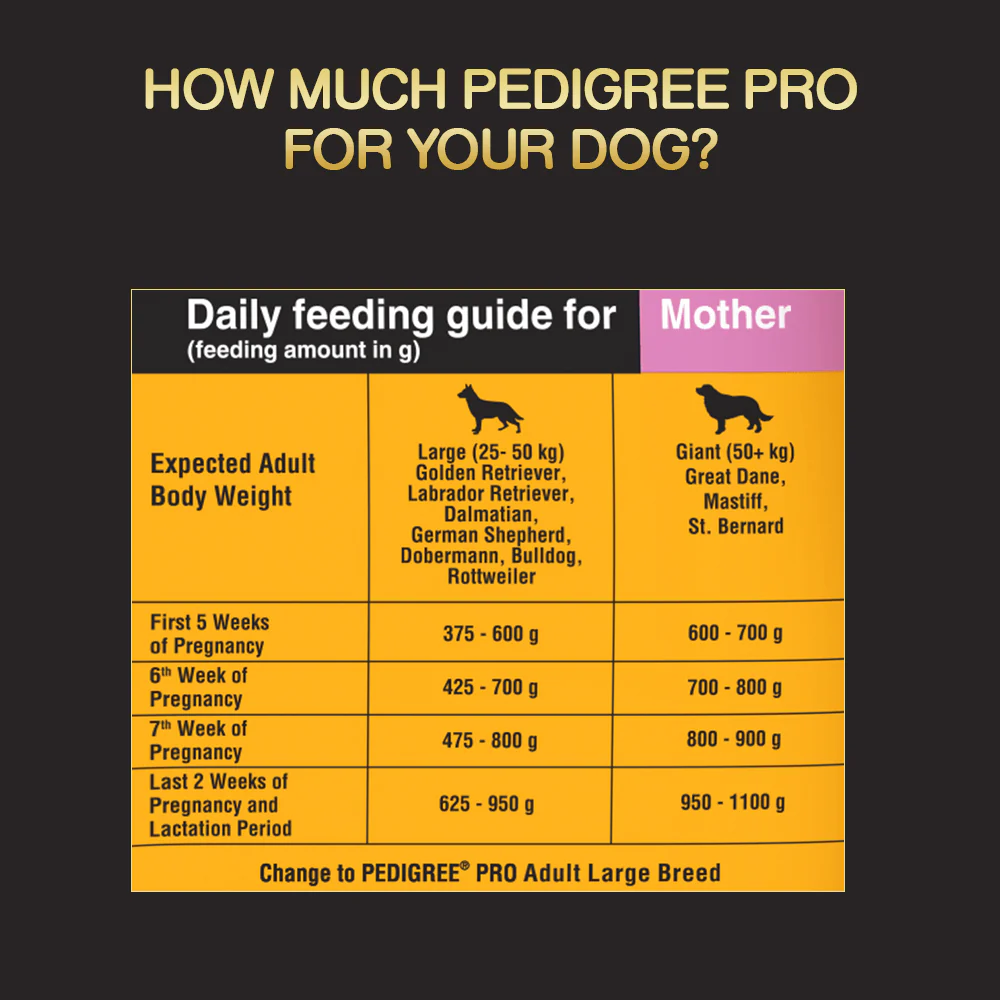 HOW MUCH PEDIGREE PRO
FOR YOUR DOG?
Daily feeding guide for
(feeding amount in g)
Mother
Expected Adult
Body Weight
Large (25- 50 kg)
Golden Retriever,
Labrador Retriever,
Dalmatian,
German Shepherd,
Dobermann, Bulldog,
Rottweiler
Giant (50+ kg)
Great Dane,
Mastiff,
St. Bernard
First 5 Weeks
of Pregnancy
375 - 600 g
600 - 700 g
6th Week of
Pregnancy
425 - 700 g
700 - 800 g
7th Week of
Pregnancy
475 - 800 g
800 - 900 g
Last 2 Weeks of
Pregnancy and
Lactation Period
625 - 950 g
950 - 1100 g
Change to PEDIGREE® PRO Adult Large Breed